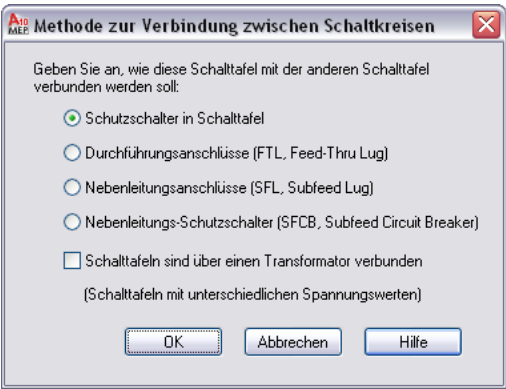 A10 MEP Methode zur Verbindung zwischen Schaltkreisen
Geben Sie an, wie diese Schalttafel mit der anderen Schalttafel
verbunden werden soll:
Schutzschalter in Schalttafel
Durchführungsanschlüsse (FTL, Feed-Thru Lug)
Nebenleitungsanschlüsse (SFL, Subfeed Lug)
Nebenleitungs-Schutzschalter (SFCB, Subfeed Circuit Breaker)
Schalttafeln sind über einen Transformator verbunden
(Schalttafeln mit unterschiedlichen Spannungswerten)
OK Abbrechen Hilfe